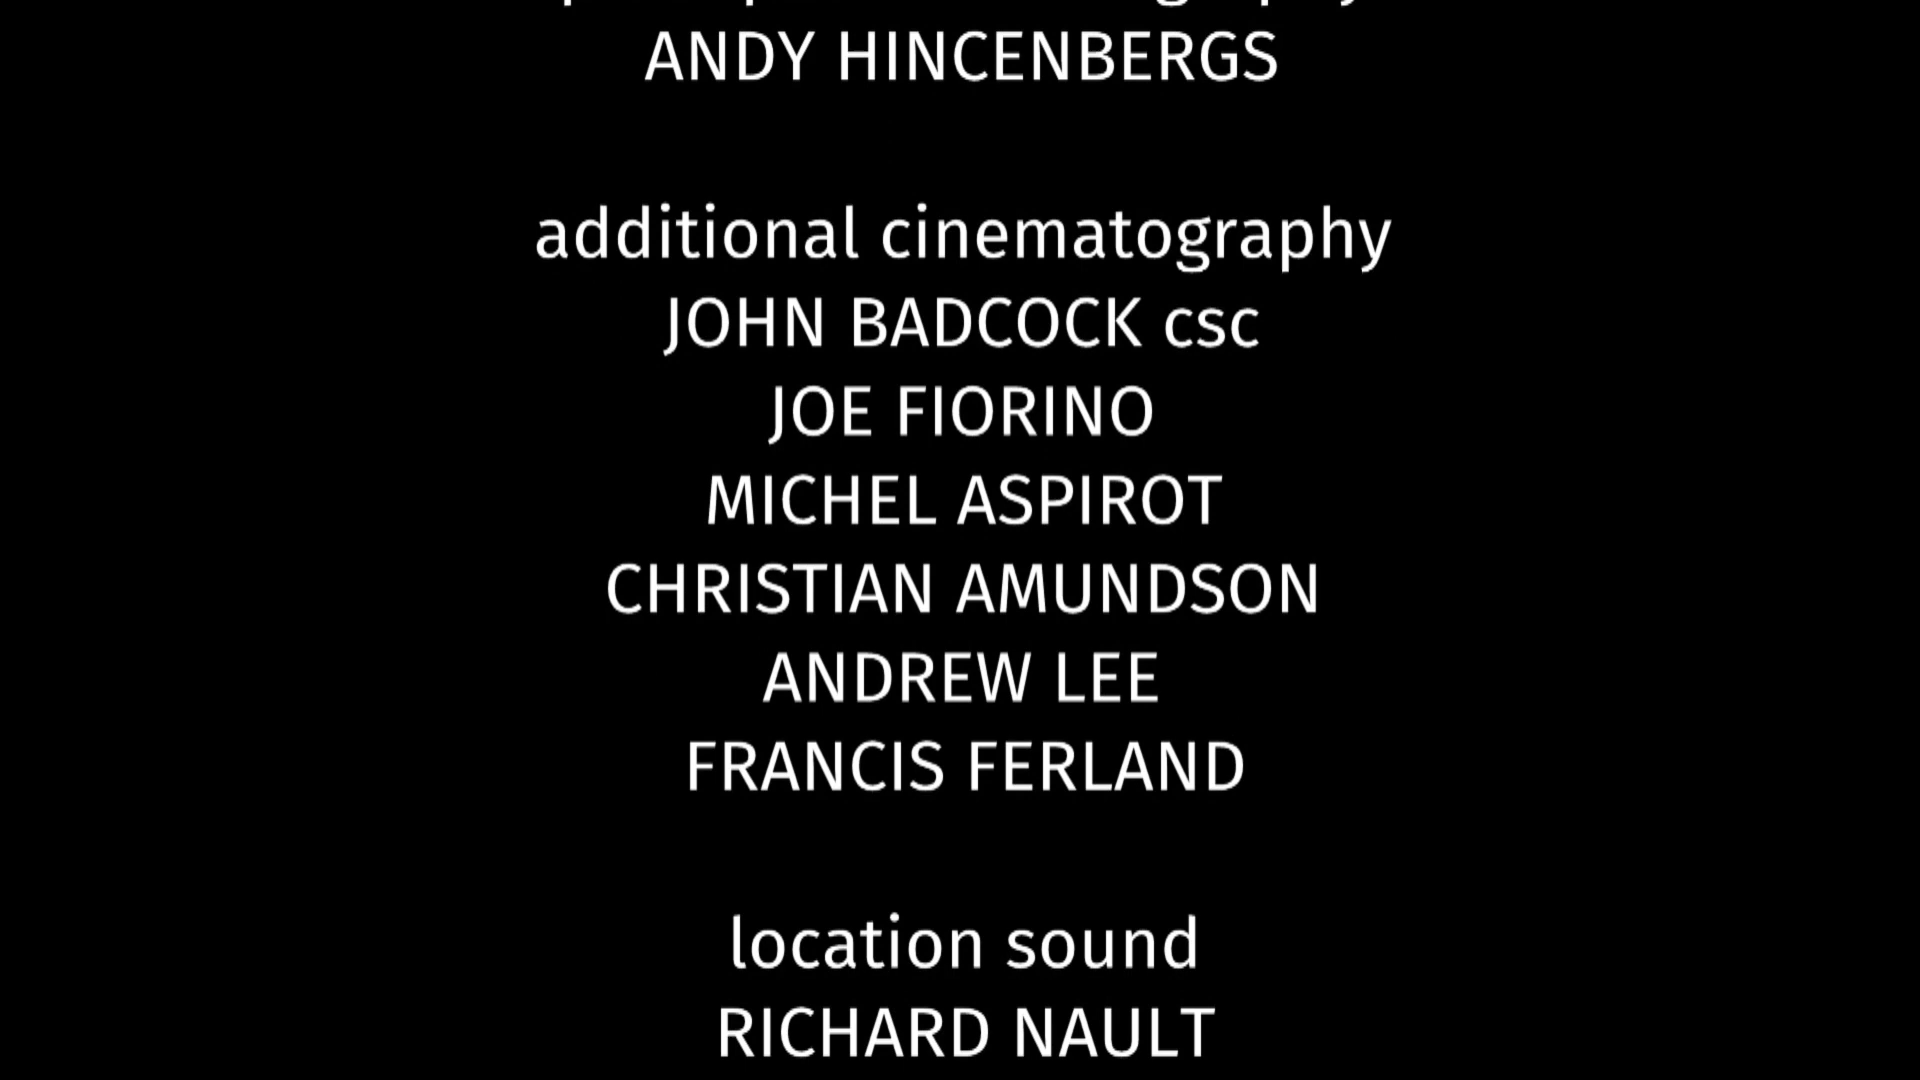 ANDY HINCENBERGS
additional cinematography
JOHN BADCOCK csc
JOE FIORINO
MICHEL ASPIROT
CHRISTIAN AMUNDSON
ANDREW LEE
FRANCIS FERLAND
location sound
RICHARD NAULT